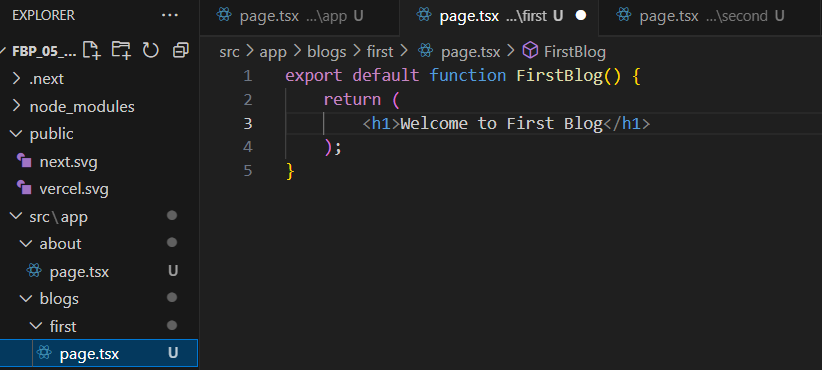 EXPLORER ...
FBP_05_...
.next
node_modules
public
next.svg
vercel.svg
src\app
about
page.tsx U
blogs
first
page.tsx U
page.tsx ...\app U
page.tsx ...\first U
page.tsx ...\second U
src > app > blogs > first > page.tsx > FirstBlog
1 export default function FirstBlog() {
2 return (
3 <h1>Welcome to First Blog</h1>
4 );
5 }